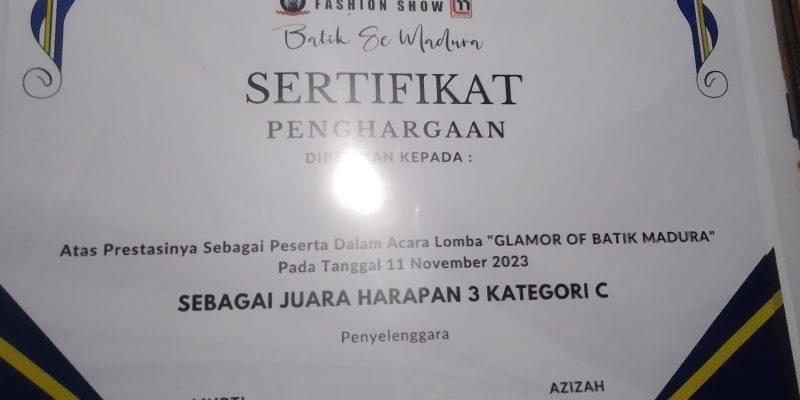 FASHION SHOW
Batik Se Madura
SERTIFIKAT
PENGHARGAAN
DIBERIKAN KEPADA :
Atas Prestasinya Sebagai Peserta Dalam Acara Lomba "GLAMOR OF BATIK MADURA"
Pada Tanggal 11 November 2023
SEBAGAI JUARA HARAPAN 3 KATEGORI C
Penyelenggara
AZIZAH